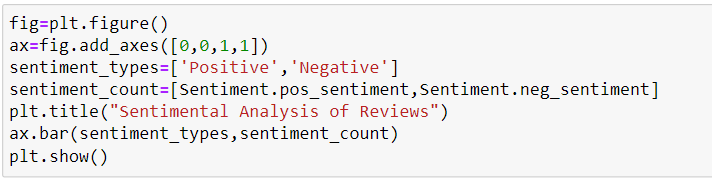 fig=plt.figure()
ax=fig.add_axes([0,0,1,1])
sentiment_types=['Positive','Negative']
sentiment_count=[Sentiment.pos_sentiment,Sentiment.neg_sentiment]
plt.title("Sentimental Analysis of Reviews")
ax.bar(sentiment_types,sentiment_count)
plt.show()